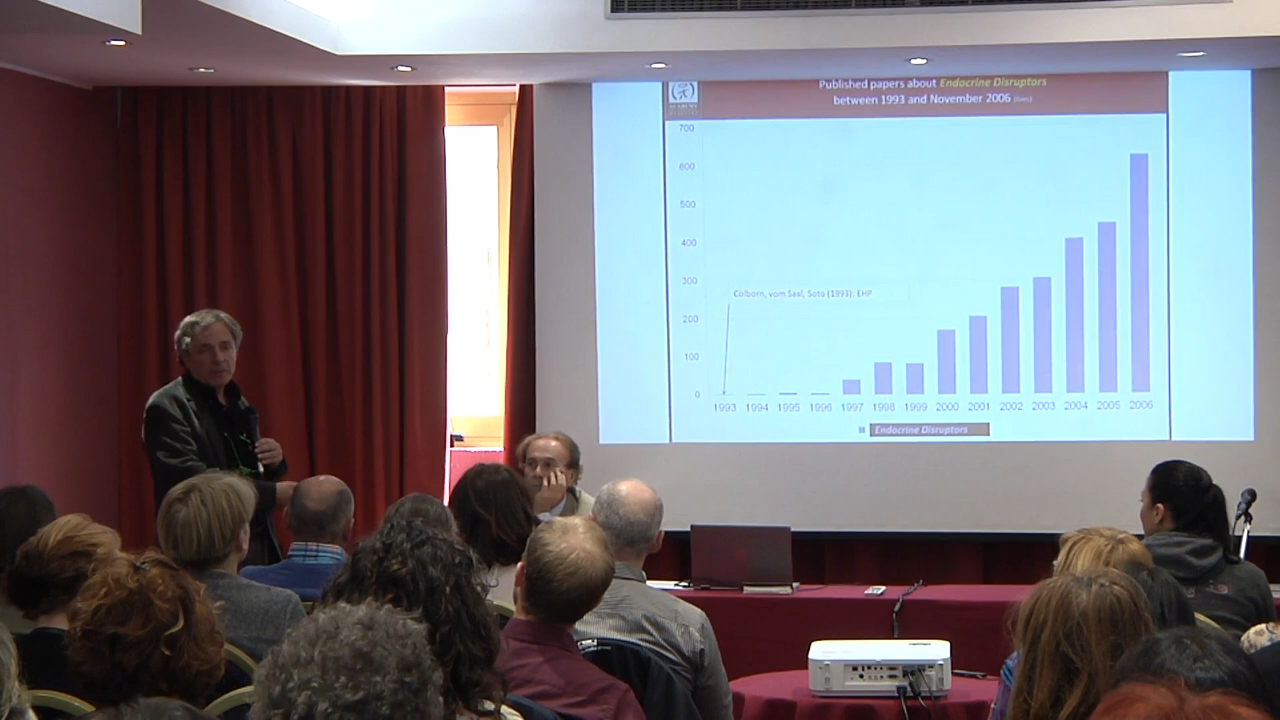 Published papers about Endocrine Disruptors
between 1993 and November 2006
700
600
500
400
300
200
100
0
Colborn, vom Saal, Soto (1993): EHP
1993 1994 1995 1996 1997 1998 1999 2000 2001 2002 2003 2004 2005 2006
Endocrine Disruptors